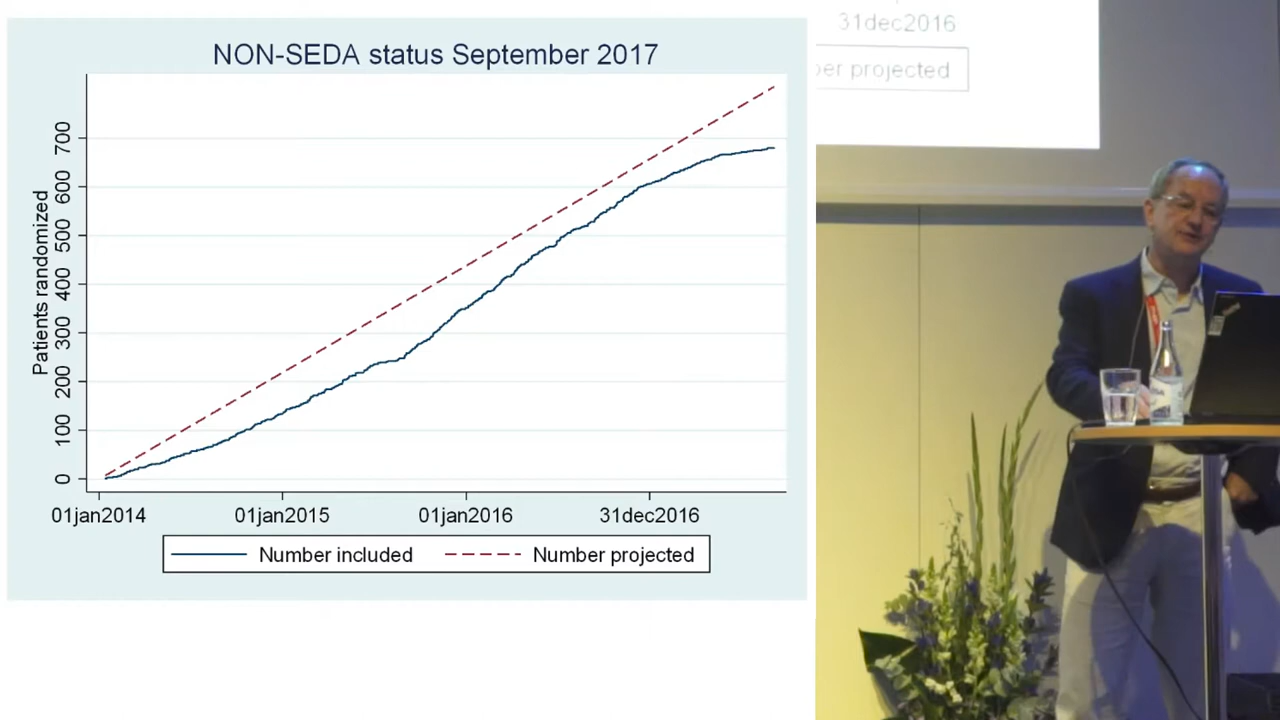 NON-SEDA status September 2017
Patients randomized
700
600
500
400
300
200
100
0
01jan2014
01jan2015
01jan2016
31dec2016
Number included
Number projected
31dec2016
projected